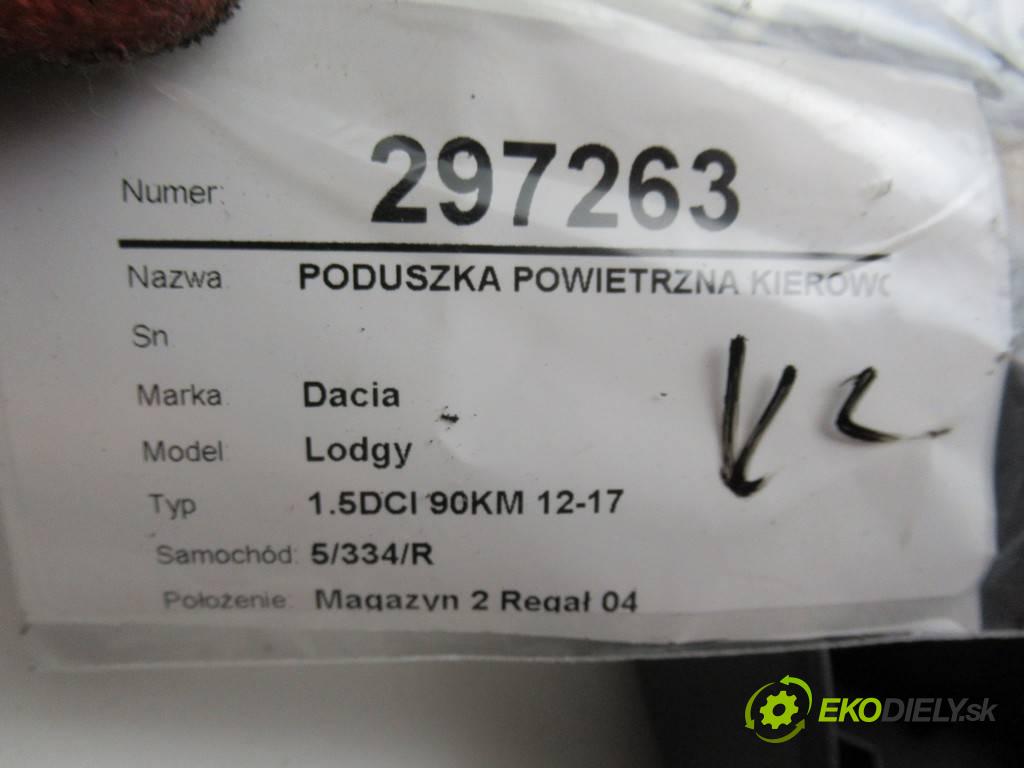 Numer: 297263
Nazwa PODUSZKA POWIETRZNA KIEROWC
Sn
Marka Dacia
Model Lodgy
Typ 1.5DCI 90KM 12-17
Samochód: 5/334/R
Położenie: Magazyn 2 Regał 04
EKODIELY.sk